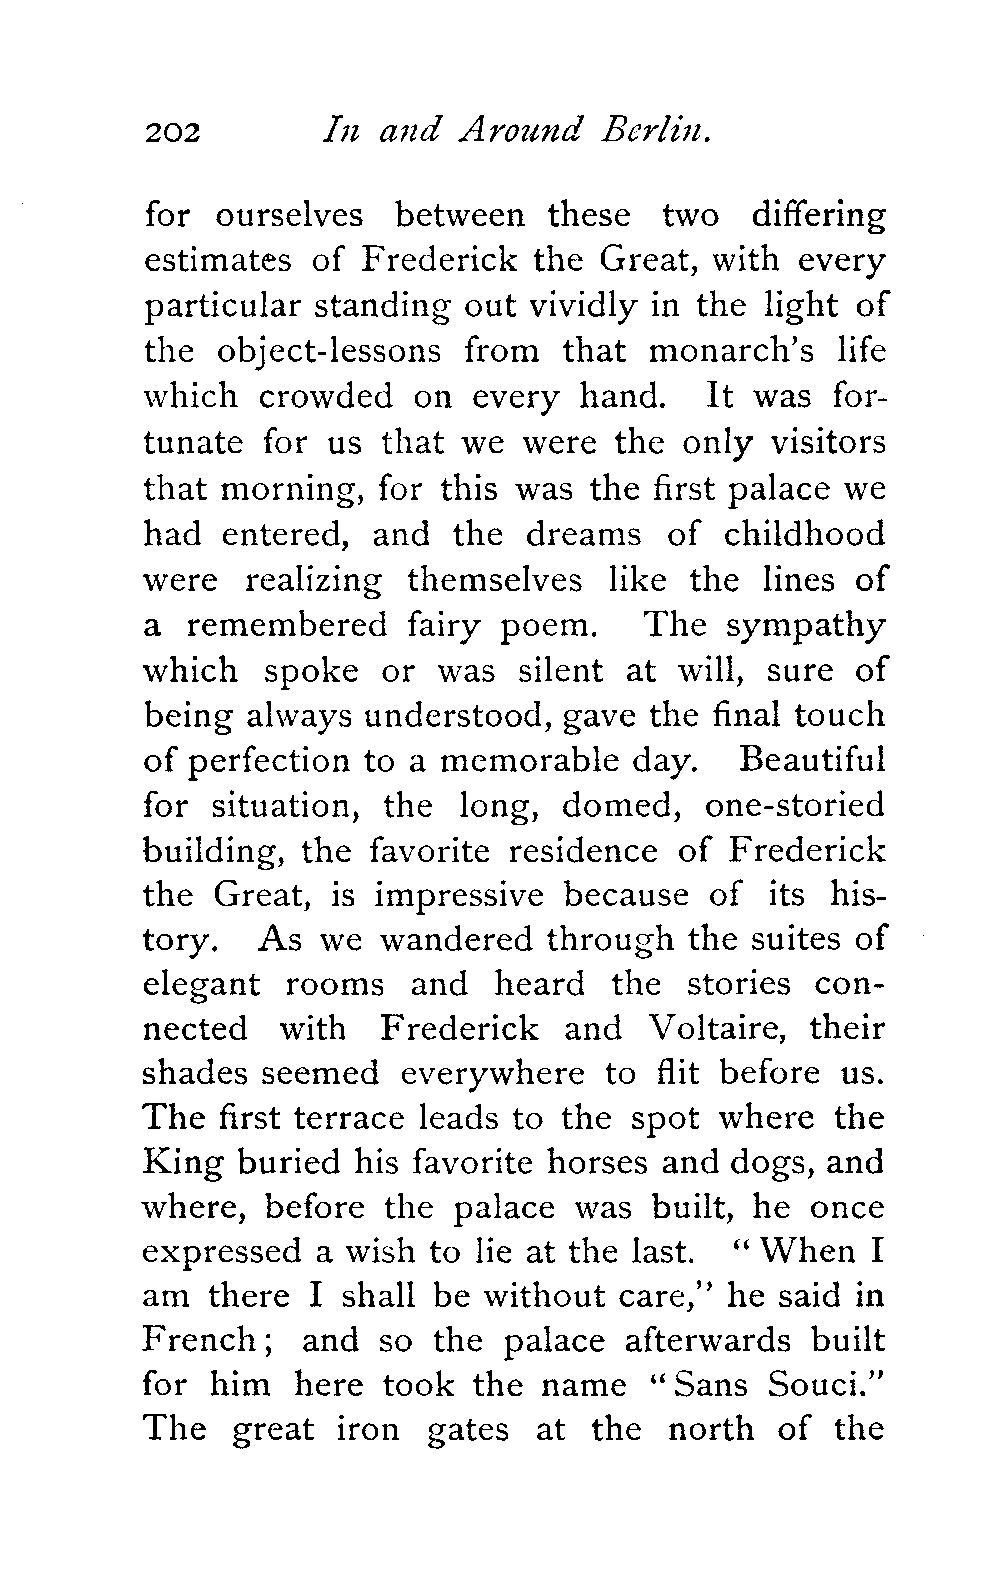 202 In and Around Berlin.
for ourselves between these two differing
estimates of Frederick the Great, with every
particular standing out vividly in the light of
the object-lessons from that monarch's life
which crowded on every hand. It was for-
tunate for us that we were the only visitors
that morning, for this was the first palace we
had entered, and the dreams of childhood
were realizing themselves like the lines of
a remembered fairy poem. The sympathy
which spoke or was silent at will, sure of
being always understood, gave the final touch
of perfection to a memorable day. Beautiful
for situation, the long, domed, one-storied
building, the favorite residence of Frederick
the Great, is impressive because of its his-
tory. As we wandered through the suites of
elegant rooms and heard the stories con-
nected with Frederick and Voltaire, their
shades seemed everywhere to flit before us.
The first terrace leads to the spot where the
King buried his favorite horses and dogs, and
where, before the palace was built, he once
expressed a wish to lie at the last. "When I
am there I shall be without care," he said in
French; and so the palace afterwards built
for him here took the name "Sans Souci."
The great iron gates at the north of the